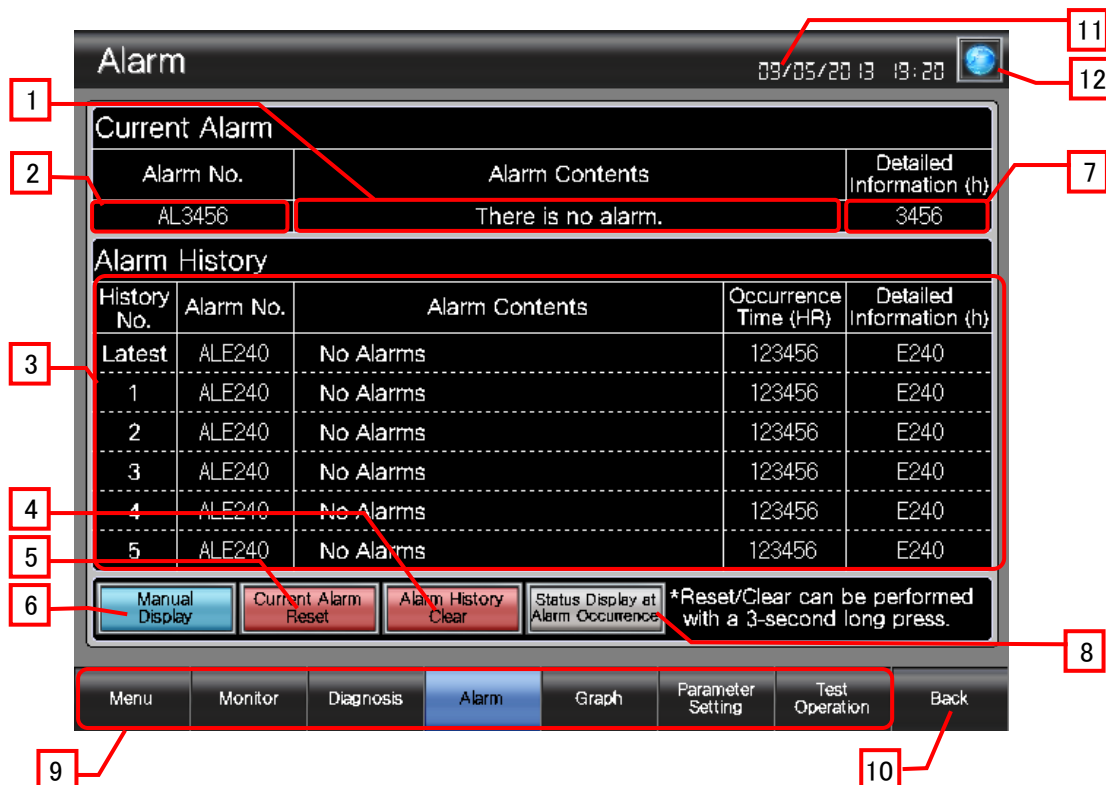 11
Alarm
09/05/2013 19:20
12
1
Current Alarm
2
Alarm No.
Alarm Contents
Detailed
Information (h)
7
AL3456
There is no alarm.
3456
Alarm History
History
No.
Alarm No.
Alarm Contents
Occurrence
Time (HR)
Detailed
Information (h)
3
Latest ALE240 No Alarms 123456 E240
1 ALE240 No Alarms 123456 E240
2 ALE240 No Alarms 123456 E240
3 ALE240 No Alarms 123456 E240
4
4 ALE240 No Alarms 123456 E240
5
5 ALE240 No Alarms 123456 E240
6
Manual
Display
Current Alarm
Reset
Alarm History
Clear
Status Display at
Alarm Occurrence
*Reset/Clear can be performed
with a 3-second long press.
8
Menu
Monitor
Diagnosis
Alarm
Graph
Parameter
Setting
Test
Operation
Back
9
10